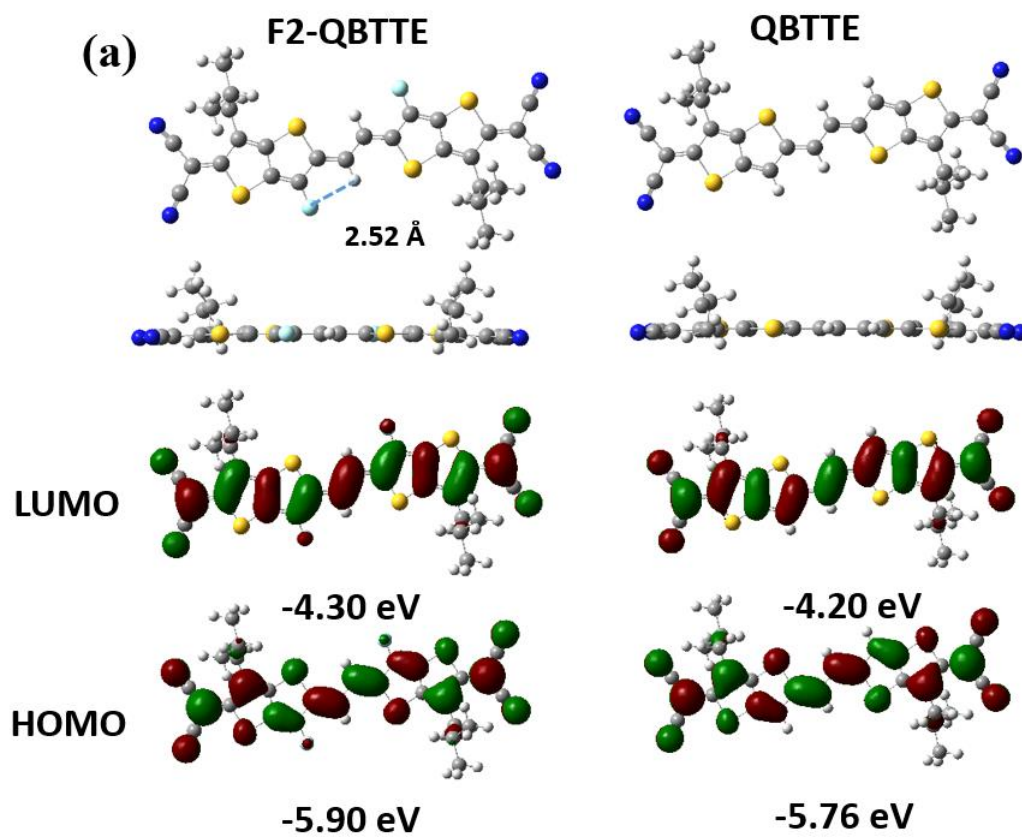 (a)
F2-QBTTE
QBTTE
2.52 Å
LUMO
-4.30 eV
-4.20 eV
HOMO
-5.90 eV
-5.76 eV